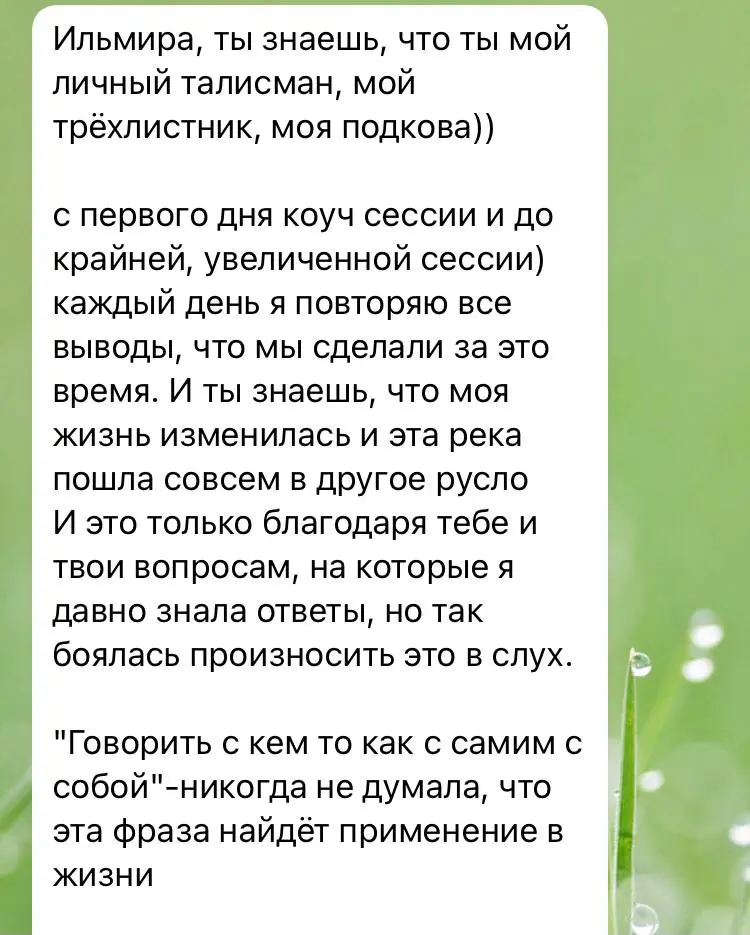 Ильмира, ты знаешь, что ты мой
личный талисман, мой
трёхлистник, моя подкова))
с первого дня коуч сессии и до
крайней, увеличенной сессии)
каждый день я повторяю все
выводы, что мы сделали за это
время. И ты знаешь, что моя
жизнь изменилась и эта река
пошла совсем в другое русло
И это только благодаря тебе и
твои вопросам, на которые я
давно знала ответы, но так
боялась произносить это в слух.
"Говорить с кем то как с самим с
собой"-никогда не думала, что
эта фраза найдёт применение в
жизни